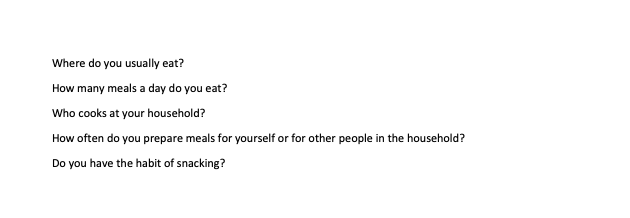 Where do you usually eat?
How many meals a day do you eat?
Who cooks at your household?
How often do you prepare meals for yourself or for other people in the household?
Do you have the habit of snacking?